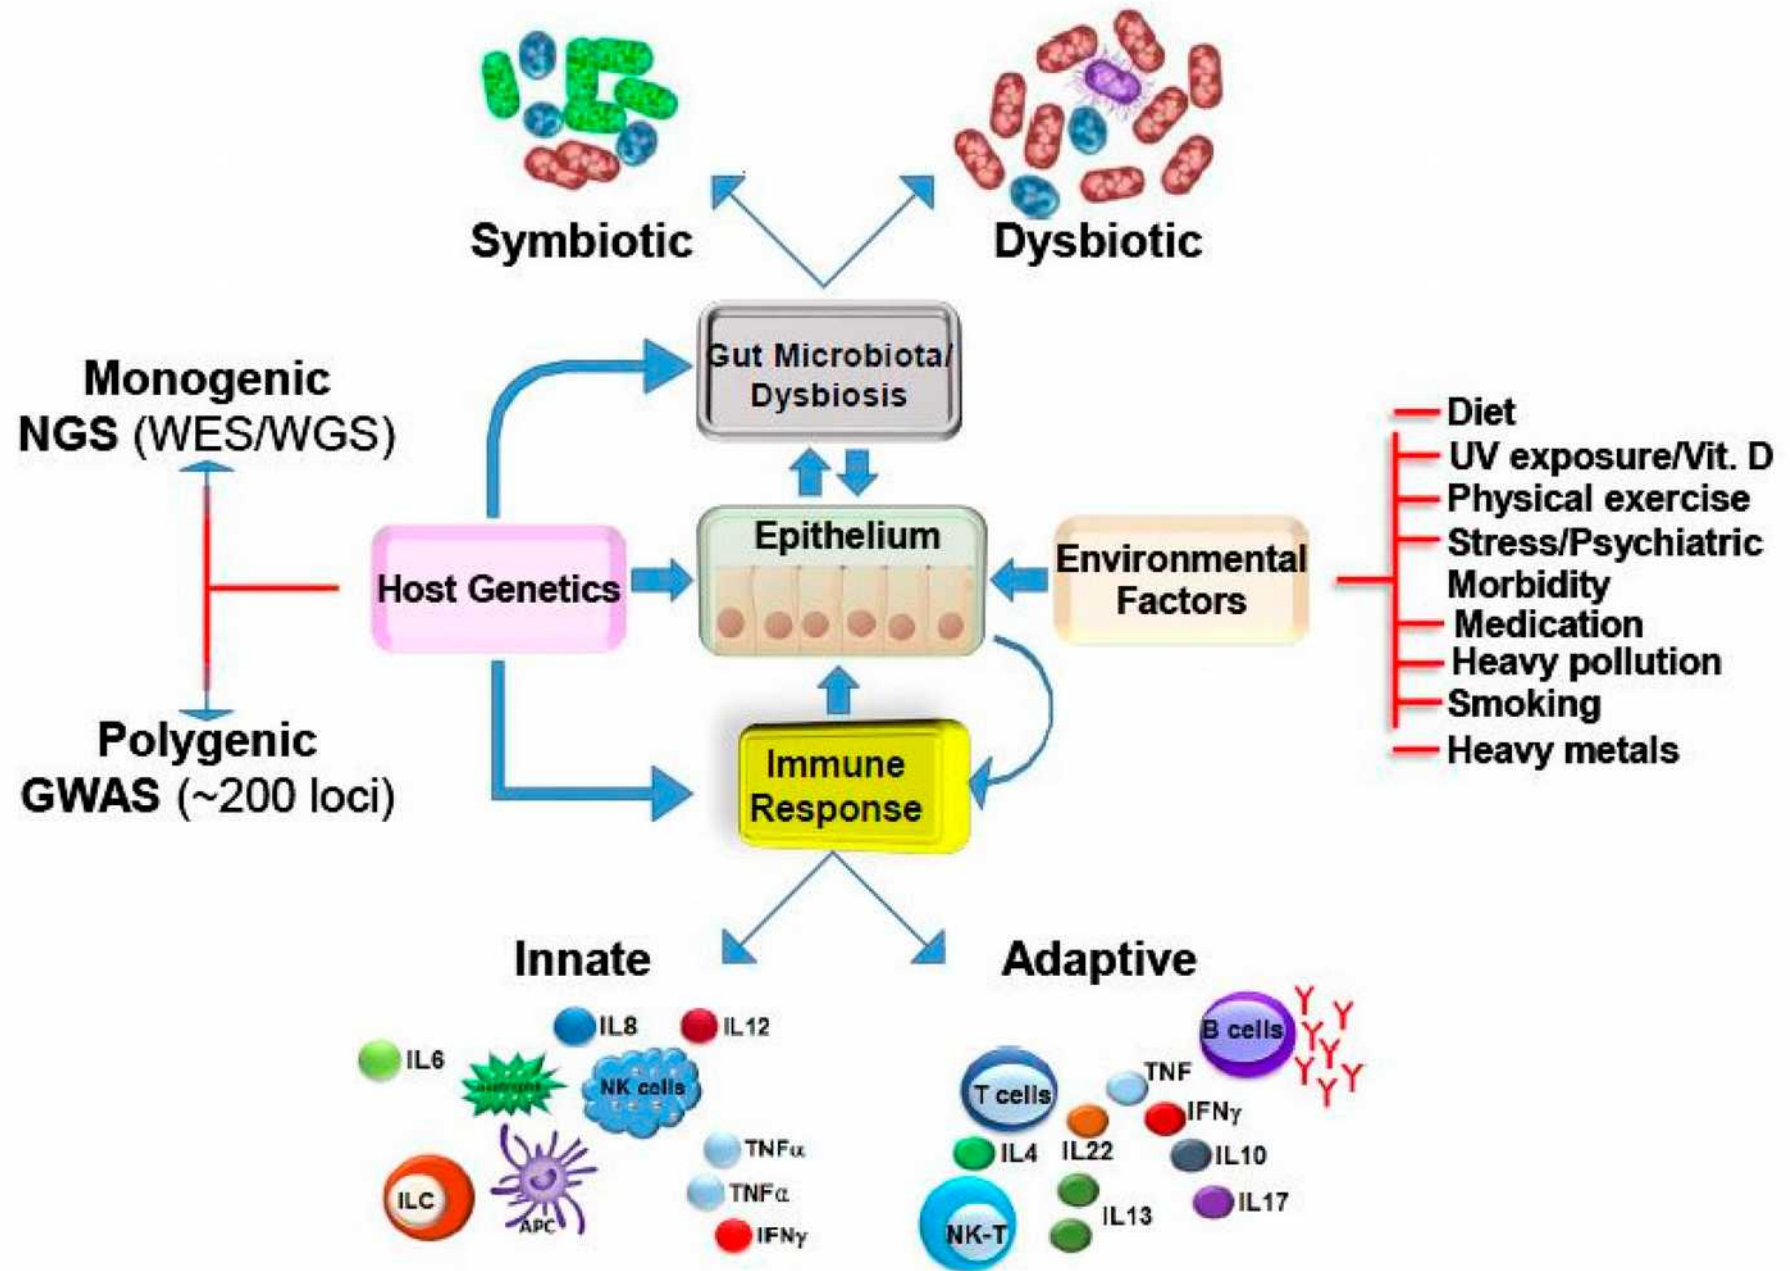 Symbiotic
Dysbiotic
Gut Microbiota/
Dysbiosis
Monogenic
NGS (WES/WGS)
Host Genetics
Polygenic
GWAS (~200 loci)
Epithelium
Environmental
Factors
Diet
UV exposure/Vit. D
Physical exercise
Stress/Psychiatric
Morbidity
Medication
Heavy pollution
Smoking
Heavy metals
Immune
Response
Innate
IL8
IL12
IL6
NK cells
TNFα
TNFα
IFNγ
ILC
APC
Adaptive
B cells
T cells
TNF
IFNγ
IL4
IL22
IL10
IL13
IL17
NK-T